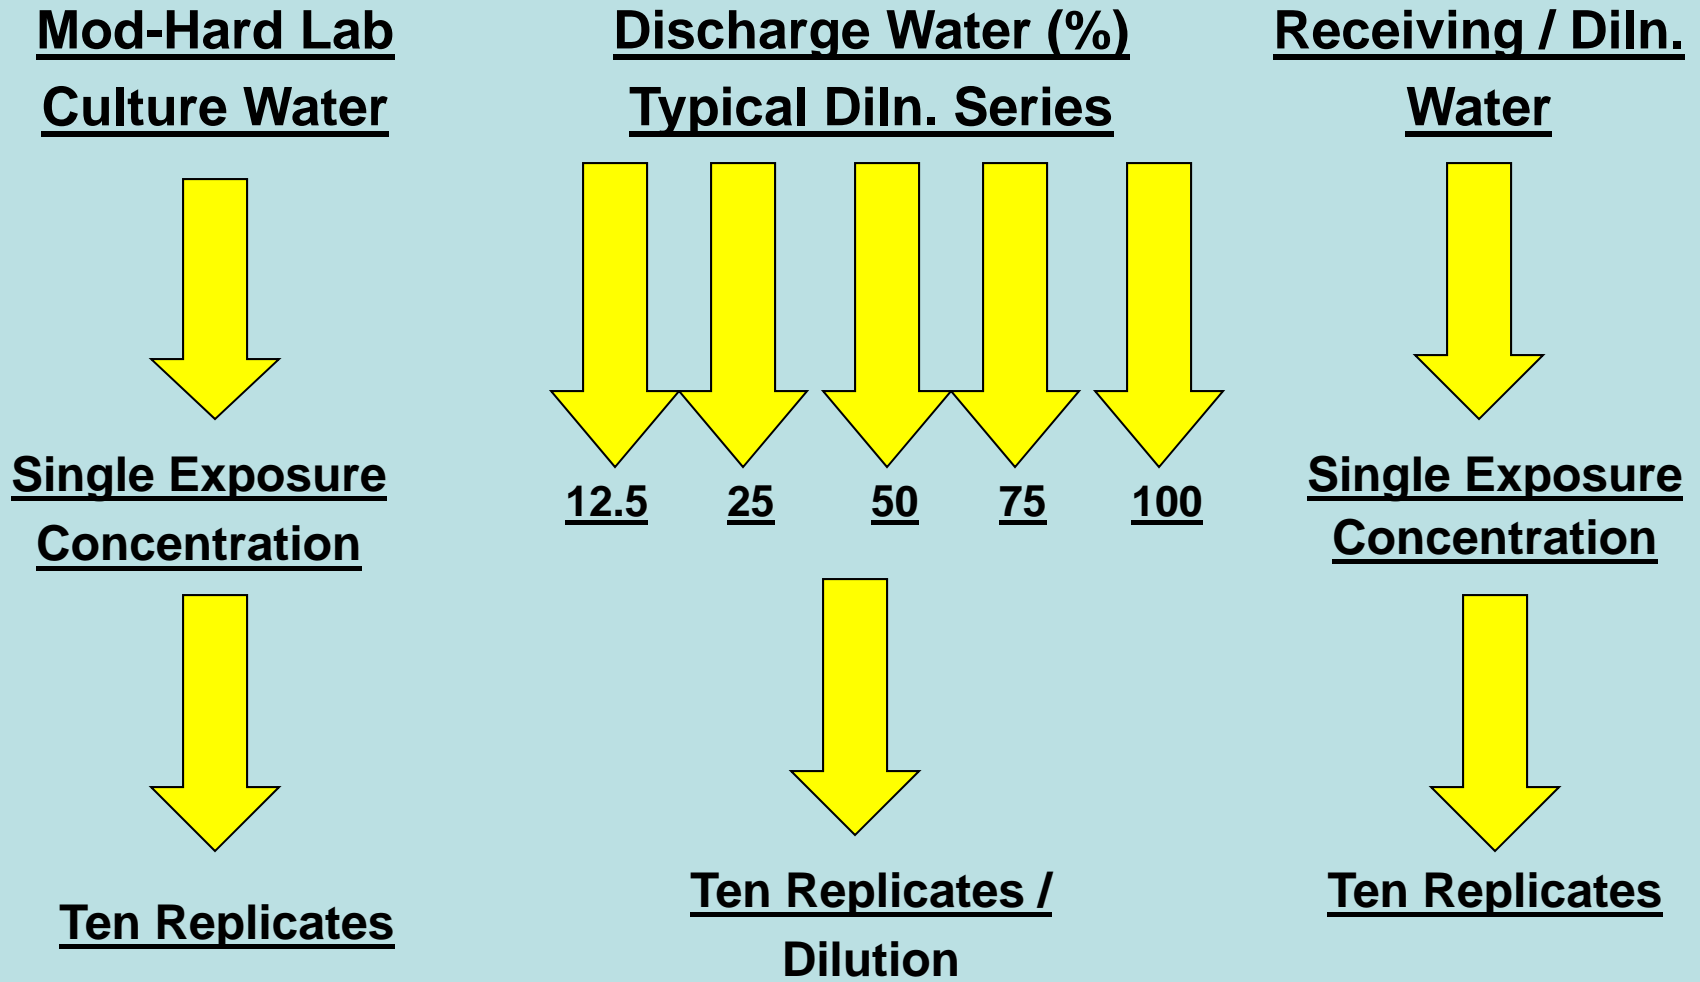 Mod-Hard Lab
Culture Water
Single Exposure
Concentration
Ten Replicates
Discharge Water (%)
Typical Diln. Series
12.5 25 50 75 100
Ten Replicates /
Dilution
Receiving / Diln.
Water
Single Exposure
Concentration
Ten Replicates